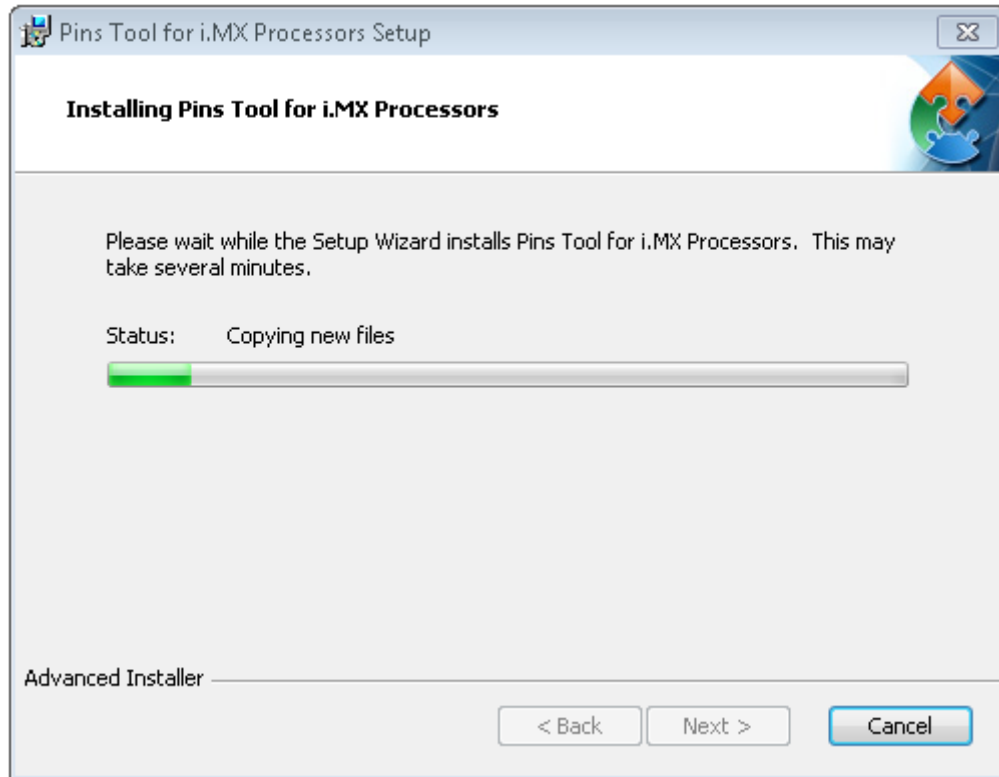 Pins Tool for i.MX Processors Setup
Installing Pins Tool for i.MX Processors
Please wait while the Setup Wizard installs Pins Tool for i.MX Processors. This may
take several minutes.
Status: Copying new files
Advanced Installer
< Back Next > Cancel